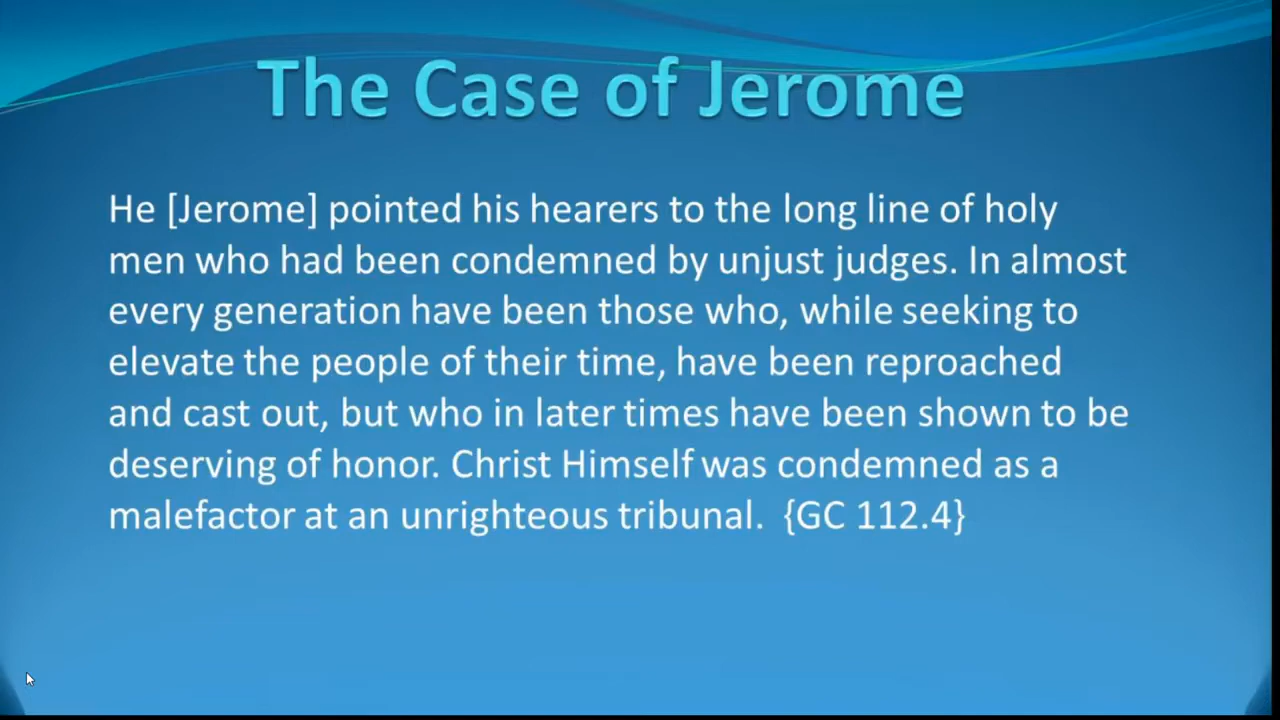 The Case of Jerome
He [Jerome] pointed his hearers to the long line of holy
men who had been condemned by unjust judges. In almost
every generation have been those who, while seeking to
elevate the people of their time, have been reproached
and cast out, but who in later times have been shown to be
deserving of honor. Christ Himself was condemned as a
malefactor at an unrighteous tribunal.  {GC 112.4}